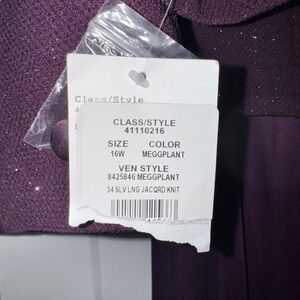 Class/Style
CLASS/STYLE
41110216
SIZE COLOR
16W MEGGPLANT
VEN STYLE
8425846 MEGGPLANT
34 SLV LNG JACQRD KNIT